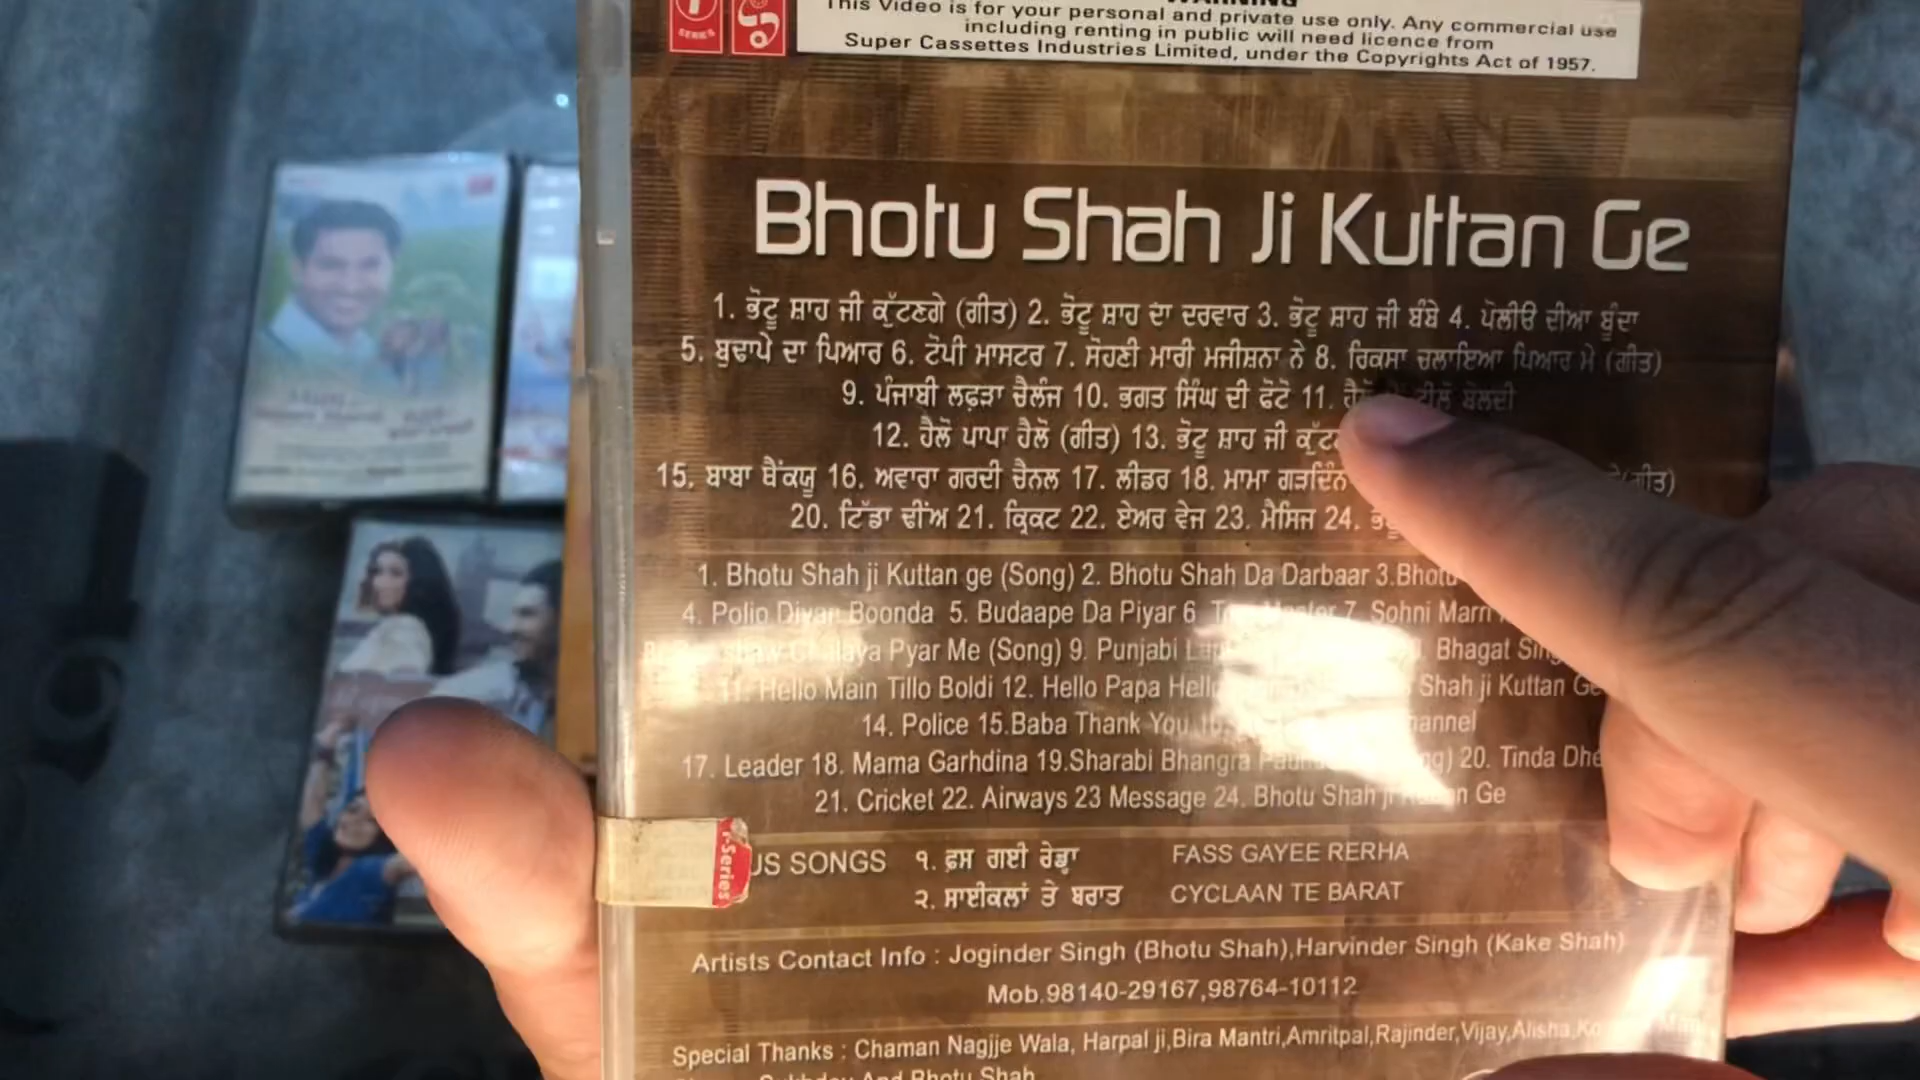 This Video is for your personal and private use only. Any commercial use
including renting in public will need licence from
Super Cassettes Industries Limited, under the Copyrights Act of 1957.
Bhotu Shah Ji Kuttan Ge
1. ਭੋਟੂ ਸ਼ਾਹ ਜੀ ਕੁੱਟਣਗੇ (ਗੀਤ) 2. ਭੋਟੂ ਸ਼ਾਹ ਦਾ ਦਰਵਾਰ 3. ਭੋਟੂ ਸ਼ਾਹ ਜੀ ਬੰਬੇ 4. ਪੋਲੀਓ ਦੀਆ ਬੂੰਦਾ
5. ਬੁਢਾਪੇ ਦਾ ਪਿਆਰ 6. ਟੋਪੀ ਮਾਸਟਰ 7. ਸੋਹਣੀ ਮਾਰੀ ਮਜੀਸ਼ਨਾ ਨੇ 8. ਰਿਕਸਾ ਚਲਾਇਆ ਪਿਆਰ ਮੇ (ਗੀਤ)
9. ਪੰਜਾਬੀ ਲਫੜਾ ਚੈਲੰਜ 10. ਭਗਤ ਸਿੰਘ ਦੀ ਫੋਟੋ 11. ਬੋਲਦੀ
12. ਹੈਲੋ ਪਾਪਾ ਹੈਲੋ (ਗੀਤ) 13. ਭੋਟੂ ਸ਼ਾਹ ਜੀ
15. ਬਾਬਾ ਥੈਂਕਯੂ 16. ਅਵਾਰਾ ਗਰਦੀ ਚੈਨਲ 17. ਲੀਡਰ 18. ਮਾਮਾ ਗੀਤ)
20. ਟਿੱਡਾ ਢੀਂਅ 21. ਕ੍ਰਿਕਟ 22. ਏਅਰ ਵੇਜ 23. ਮੈਸਿਜ 24.
1. Bhotu Shah ji Kuttan ge (Song) 2. Bhotu Shah Da Darbaar 3.Bhotu
4. Polio Diyan Boonda 5. Budaape Da Piyar 6 7. Sohni Marn
Pyar Me (Song) 9. Punjabi Bhagat
11. Hello Main Tillo Boldi 12. Hello Papa Shah ji Kuttan Ge
14. Police 15.Baba Thank You
17. Leader 18. Mama Garhdina 19.Sharabi Bhangra 20. Tinda
21. Cricket 22. Airways 23 Message 24. Bhotu Shah ji Ge
SONGS ੧. ਫ਼ਸ ਗਈ ਰੇੜ੍ਹਾ FASS GAYEE RERHA
੨. ਸਾਈਕਲਾਂ ਤੇ ਬਰਾਤ CYCLAAN TE BARAT
T-Series
Artists Contact Info : Joginder Singh (Bhotu Shah),Harvinder Singh (Kake Shah)
Mob.98140-29167,98764-10112
Special Thanks : Chaman Nagjje Wala, Harpal ji,Bira Mantri,Amritpal,Rajinder,Vijay,Alisha,
And Bhotu Shah